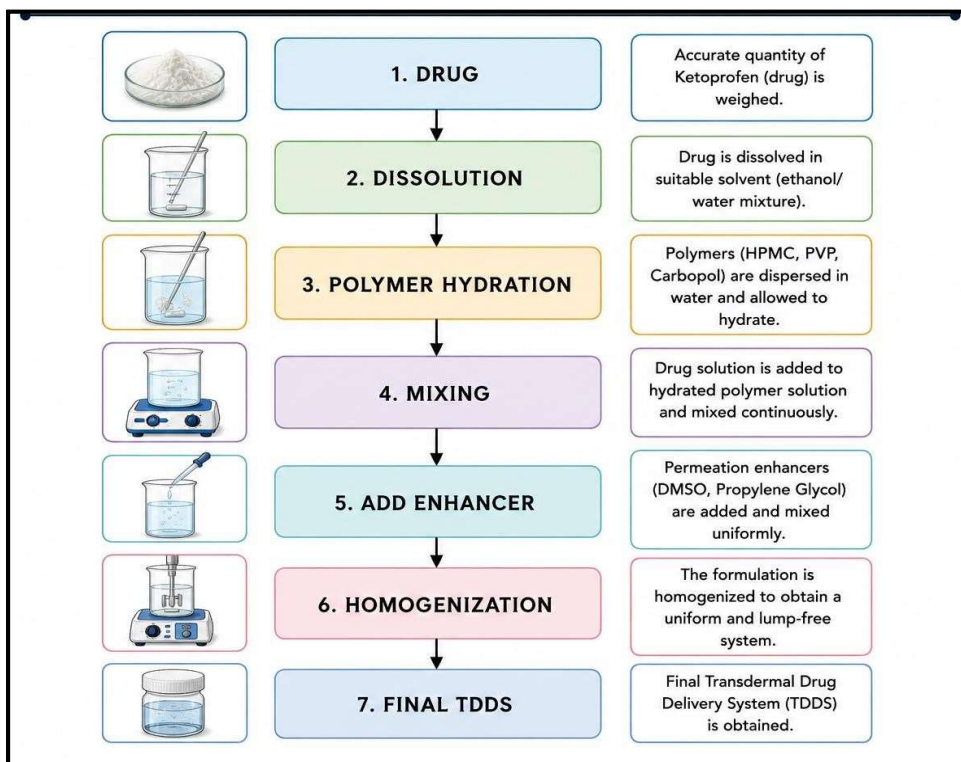 1. DRUG
Accurate quantity of
Ketoprofen (drug) is
weighed.
2. DISSOLUTION
Drug is dissolved in
suitable solvent (ethanol/
water mixture).
3. POLYMER HYDRATION
Polymers (HPMC, PVP,
Carbopol) are dispersed in
water and allowed to
hydrate.
4. MIXING
Drug solution is added to
hydrated polymer solution
and mixed continuously.
5. ADD ENHANCER
Permeation enhancers
(DMSO, Propylene Glycol)
are added and mixed
uniformly.
6. HOMOGENIZATION
The formulation is
homogenized to obtain a
uniform and lump-free
system.
7. FINAL TDDS
Final Transdermal Drug
Delivery System (TDDS)
is obtained.